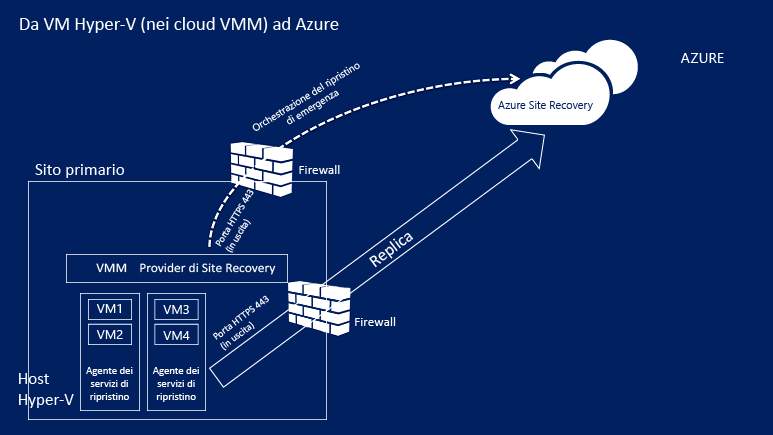 Da VM Hyper-V (nei cloud VMM) ad Azure
AZURE
Orchestrazione del ripristino
di emergenza
Azure Site Recovery
Firewall
Sito primario
Porta HTTPS 443
(in uscita)
Replica
VMM Provider di Site Recovery
VM1
VM2
VM3
VM4
Porta HTTPS 443
(in uscita)
Firewall
Agente dei
servizi di
ripristino
Agente dei
servizi di
ripristino
Host
Hyper-V